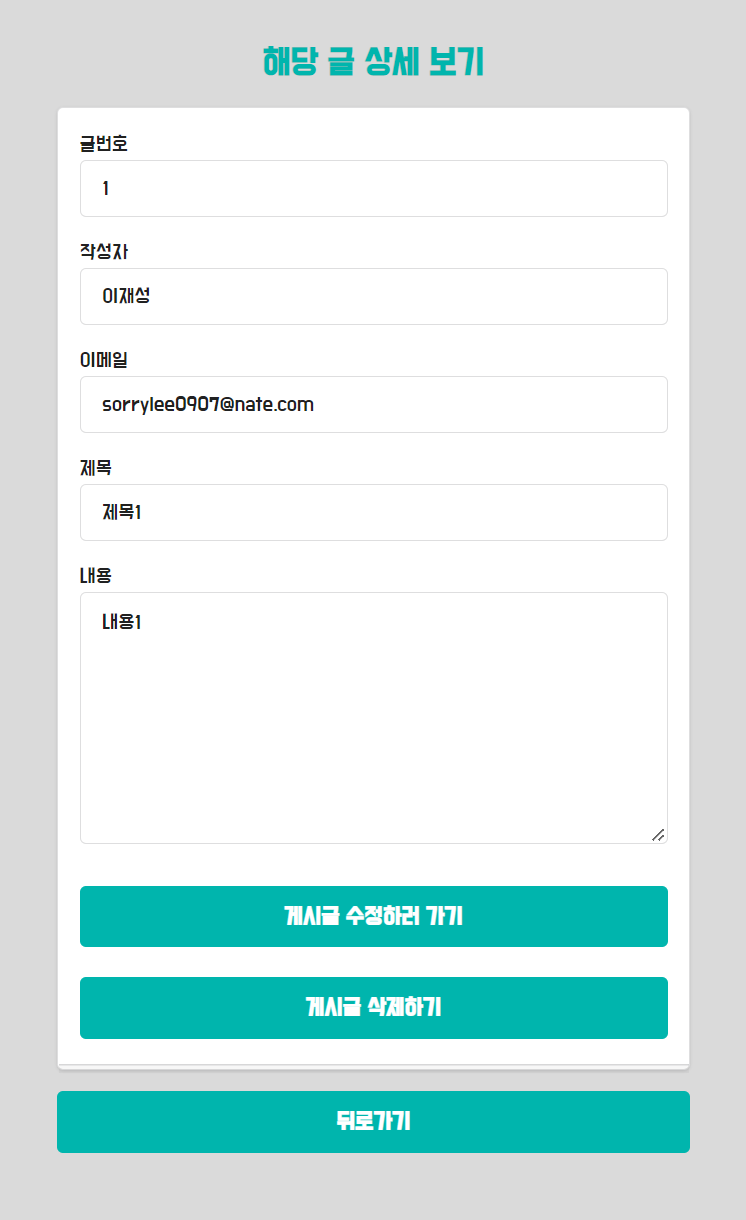 해당 글 상세 보기
글번호
1
작성자
이재성
이메일
sorrylee0907@nate.com
제목
제목1
내용
내용1
게시글 수정하러 가기
게시글 삭제하기
뒤로가기